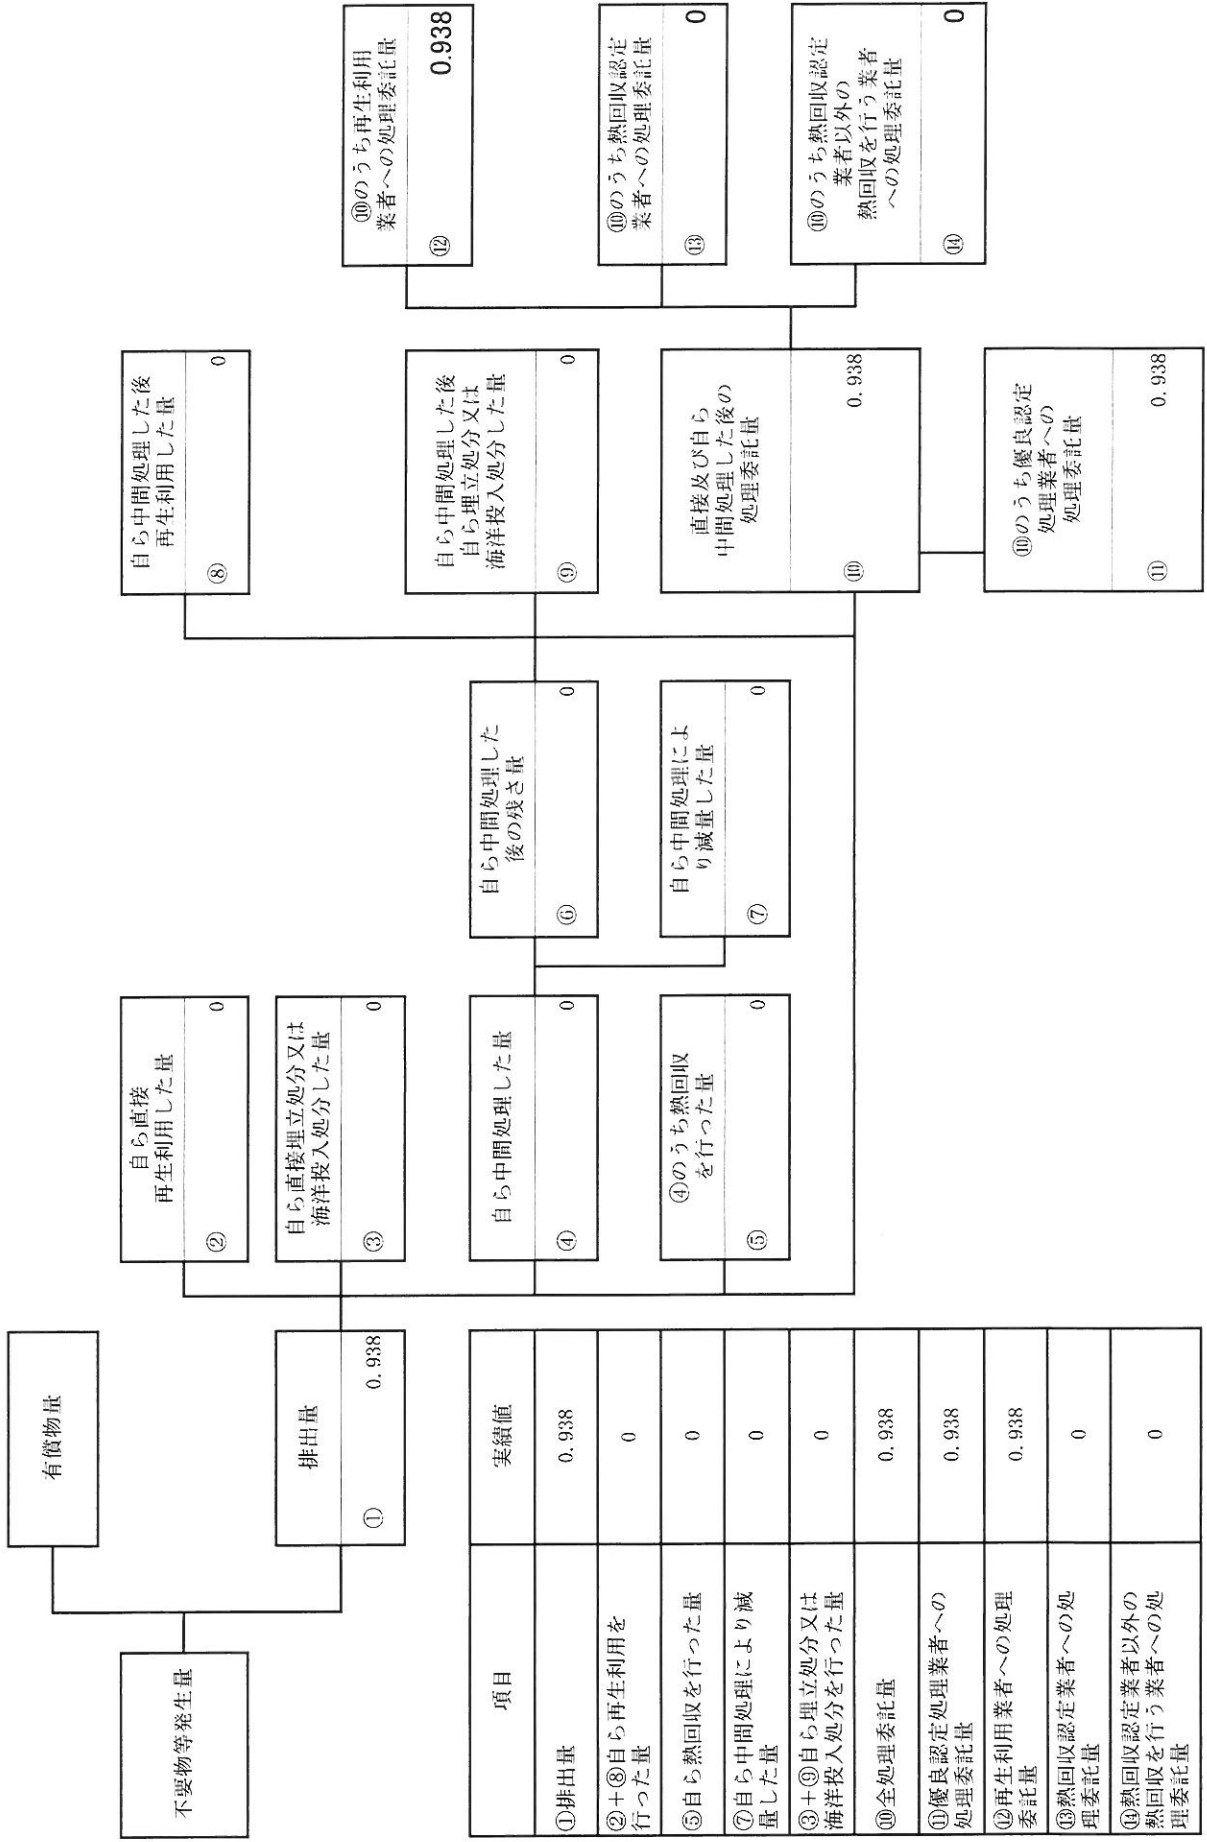 不要物等発生量
有償物量
排出量
① 0.938
自ら直接
再生利用した量
② 0
自ら直接埋立処分又は
海洋投入処分した量
③ 0
自ら中間処理した量
④ 0
④のうち熱回収
を行った量
⑤ 0
自ら中間処理した
後の残さ量
⑥ 0
自ら中間処理によ
り減量した量
⑦ 0
自ら中間処理した後
再生利用した量
⑧ 0
自ら中間処理した後
自ら埋立処分又は
海洋投入処分した量
⑨ 0
直接及び自ら
中間処理した後の
処理委託量
⑩ 0.938
⑩のうち優良認定
処理業者への
処理委託量
⑪ 0.938
⑩のうち再生利用
業者への処理委託量
⑫ 0.938
⑩のうち熱回収認定
業者への処理委託量
⑬ 0
⑩のうち熱回収認定
業者以外の
熱回収を行う業者
への処理委託量
⑭ 0
項目 実績値
①排出量 0.938
②+⑧自ら再生利用を
行った量 0
⑤自ら熱回収を行った量 0
⑦自ら中間処理により減
量した量 0
③+⑨自ら埋立処分又は
海洋投入処分を行った量 0
⑩全処理委託量 0.938
⑪優良認定処理業者への
処理委託量 0.938
⑫再生利用業者への処理
委託量 0.938
⑬熱回収認定業者への処
理委託量 0
⑭熱回収認定業者以外の
熱回収を行う業者への処
理委託量 0